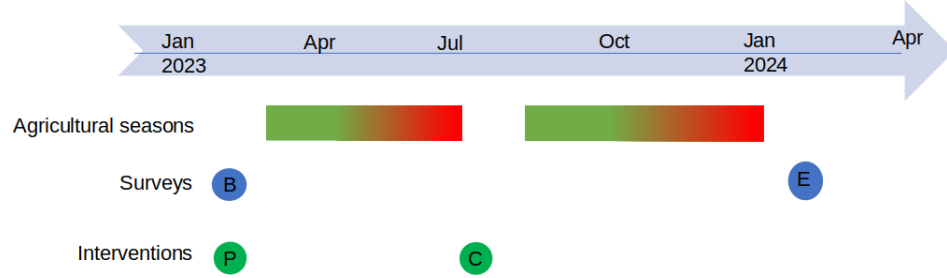 Jan Apr Jul Oct Jan Apr
2023 2024
Agricultural seasons
Surveys B E
Interventions P C